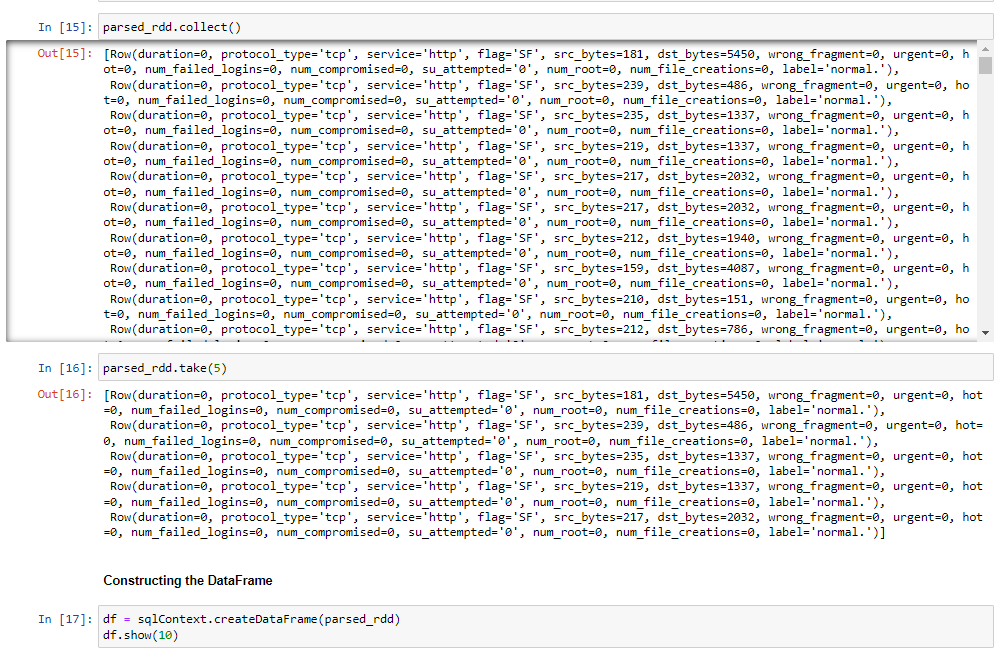 In [15]: parsed_rdd.collect()
Out[15]: [Row(duration=0, protocol_type='tcp', service='http', flag='SF', src_bytes=181, dst_bytes=5450, wrong_fragment=0, urgent=0, h
ot=0, num_failed_logins=0, num_compromised=0, su_attempted='0', num_root=0, num_file_creations=0, label='normal.'),
Row(duration=0, protocol_type='tcp', service='http', flag='SF', src_bytes=239, dst_bytes=486, wrong_fragment=0, urgent=0, ho
t=0, num_failed_logins=0, num_compromised=0, su_attempted='0', num_root=0, num_file_creations=0, label='normal.'),
Row(duration=0, protocol_type='tcp', service='http', flag='SF', src_bytes=235, dst_bytes=1337, wrong_fragment=0, urgent=0, h
ot=0, num_failed_logins=0, num_compromised=0, su_attempted='0', num_root=0, num_file_creations=0, label='normal.'),
Row(duration=0, protocol_type='tcp', service='http', flag='SF', src_bytes=219, dst_bytes=1337, wrong_fragment=0, urgent=0, h
ot=0, num_failed_logins=0, num_compromised=0, su_attempted='0', num_root=0, num_file_creations=0, label='normal.'),
Row(duration=0, protocol_type='tcp', service='http', flag='SF', src_bytes=217, dst_bytes=2032, wrong_fragment=0, urgent=0, h
ot=0, num_failed_logins=0, num_compromised=0, su_attempted='0', num_root=0, num_file_creations=0, label='normal.'),
Row(duration=0, protocol_type='tcp', service='http', flag='SF', src_bytes=217, dst_bytes=2032, wrong_fragment=0, urgent=0, h
ot=0, num_failed_logins=0, num_compromised=0, su_attempted='0', num_root=0, num_file_creations=0, label='normal.'),
Row(duration=0, protocol_type='tcp', service='http', flag='SF', src_bytes=212, dst_bytes=1940, wrong_fragment=0, urgent=0, h
ot=0, num_failed_logins=0, num_compromised=0, su_attempted='0', num_root=0, num_file_creations=0, label='normal.'),
Row(duration=0, protocol_type='tcp', service='http', flag='SF', src_bytes=159, dst_bytes=4087, wrong_fragment=0, urgent=0, h
ot=0, num_failed_logins=0, num_compromised=0, su_attempted='0', num_root=0, num_file_creations=0, label='normal.'),
Row(duration=0, protocol_type='tcp', service='http', flag='SF', src_bytes=210, dst_bytes=151, wrong_fragment=0, urgent=0, ho
t=0, num_failed_logins=0, num_compromised=0, su_attempted='0', num_root=0, num_file_creations=0, label='normal.'),
Row(duration=0, protocol_type='tcp', service='http', flag='SF', src_bytes=212, dst_bytes=786, wrong_fragment=0, urgent=0, ho
In [16]: parsed_rdd.take(5)
Out[16]: [Row(duration=0, protocol_type='tcp', service='http', flag='SF', src_bytes=181, dst_bytes=5450, wrong_fragment=0, urgent=0, hot
=0, num_failed_logins=0, num_compromised=0, su_attempted='0', num_root=0, num_file_creations=0, label='normal.'),
Row(duration=0, protocol_type='tcp', service='http', flag='SF', src_bytes=239, dst_bytes=486, wrong_fragment=0, urgent=0, hot=
0, num_failed_logins=0, num_compromised=0, su_attempted='0', num_root=0, num_file_creations=0, label='normal.'),
Row(duration=0, protocol_type='tcp', service='http', flag='SF', src_bytes=235, dst_bytes=1337, wrong_fragment=0, urgent=0, hot
=0, num_failed_logins=0, num_compromised=0, su_attempted='0', num_root=0, num_file_creations=0, label='normal.'),
Row(duration=0, protocol_type='tcp', service='http', flag='SF', src_bytes=219, dst_bytes=1337, wrong_fragment=0, urgent=0, hot
=0, num_failed_logins=0, num_compromised=0, su_attempted='0', num_root=0, num_file_creations=0, label='normal.'),
Row(duration=0, protocol_type='tcp', service='http', flag='SF', src_bytes=217, dst_bytes=2032, wrong_fragment=0, urgent=0, hot
=0, num_failed_logins=0, num_compromised=0, su_attempted='0', num_root=0, num_file_creations=0, label='normal.')]
Constructing the DataFrame
In [17]: df = sqlContext.createDataFrame(parsed_rdd)
df.show(10)